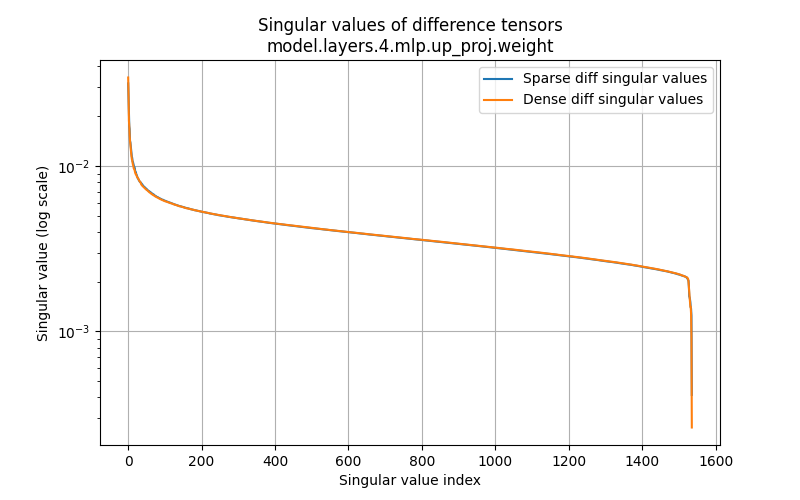 Singular values of difference tensors
model.layers.4.mlp.up_proj.weight
Sparse diff singular values
Dense diff singular values
Singular value (log scale)
10⁻²
10⁻³
0 200 400 600 800 1000 1200 1400 1600
Singular value index